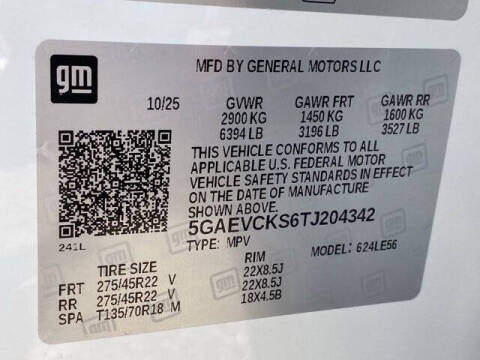 gm
MFD BY GENERAL MOTORS LLC
10/25 GVWR GAWR FRT GAWR RR
2900 KG 1450 KG 1600 KG
6394 LB 3196 LB 3527 LB
THIS VEHICLE CONFORMS TO ALL
APPLICABLE U.S. FEDERAL MOTOR
VEHICLE SAFETY STANDARDS IN EFFECT
ON THE DATE OF MANUFACTURE
SHOWN ABOVE.
5GAEVCKS6TJ204342
TYPE: MPV MODEL: 624LE56
241L
TIRE SIZE RIM
FRT 275/45R22 V 22X8.5J
RR 275/45R22 V 22X8.5J
SPA T135/70R18 M 18X4.5B